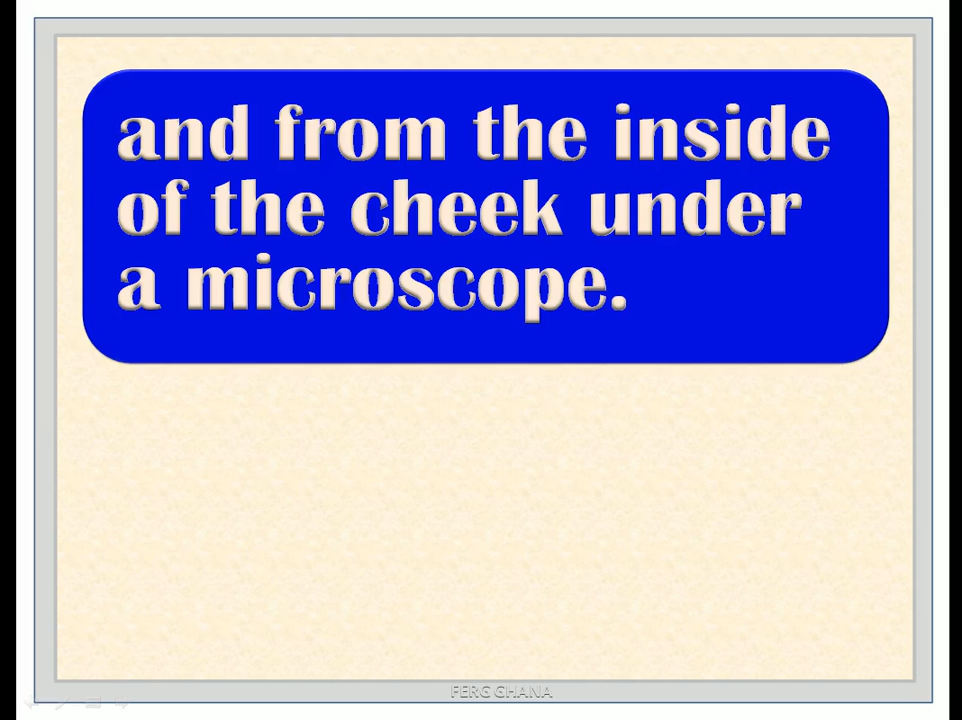 and from the inside
of the cheek under
a microscope.
FERG GHANA